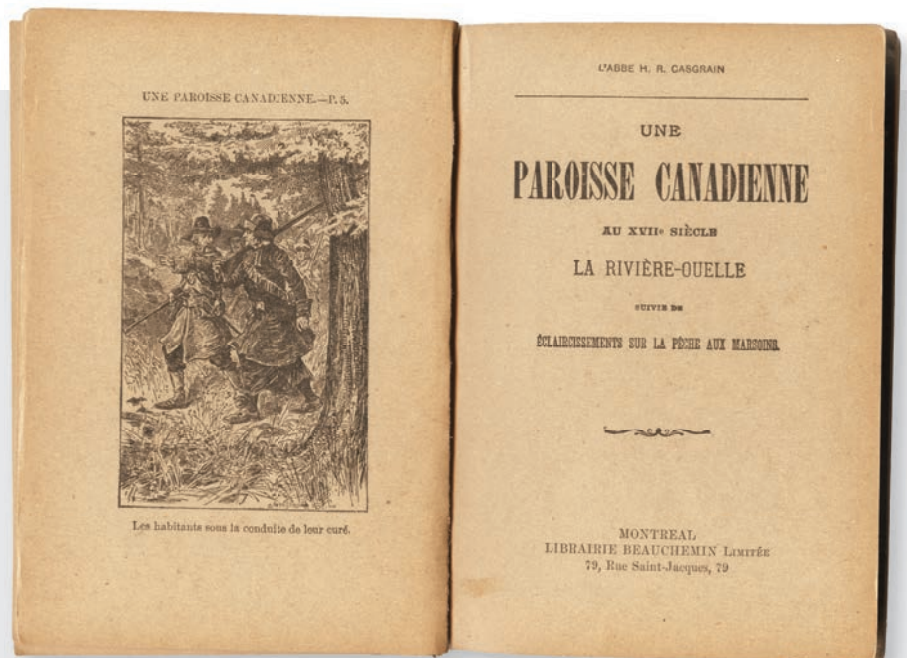 UNE PAROISSE CANADIENNE.—P. 5.
Les habitants sous la conduite de leur curé.
L'ABBE H. R. CASGRAIN
UNE
PAROISSE CANADIENNE
AU XVIIe SIÈCLE
LA RIVIÈRE-OUELLE
SUIVIE DE
ÉCLAIRCISSEMENTS SUR LA PÊCHE AUX MARSOINS.
MONTREAL
LIBRAIRIE BEAUCHEMIN LIMITÉE
79, Rue Saint-Jacques, 79